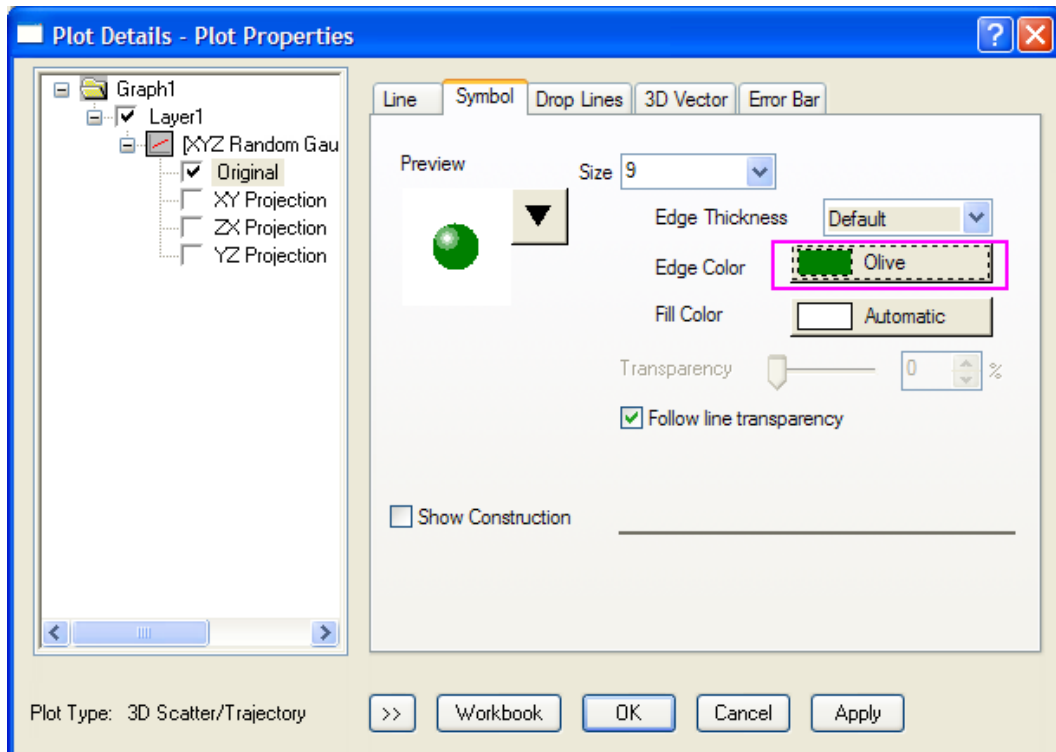 Plot Details - Plot Properties
Graph1
Layer1
[XYZ Random Gau
Original
XY Projection
ZX Projection
YZ Projection
Line Symbol Drop Lines 3D Vector Error Bar
Preview
Size 9
Edge Thickness Default
Edge Color Olive
Fill Color Automatic
Transparency 0 %
Follow line transparency
Show Construction
Plot Type: 3D Scatter/Trajectory >> Workbook OK Cancel Apply